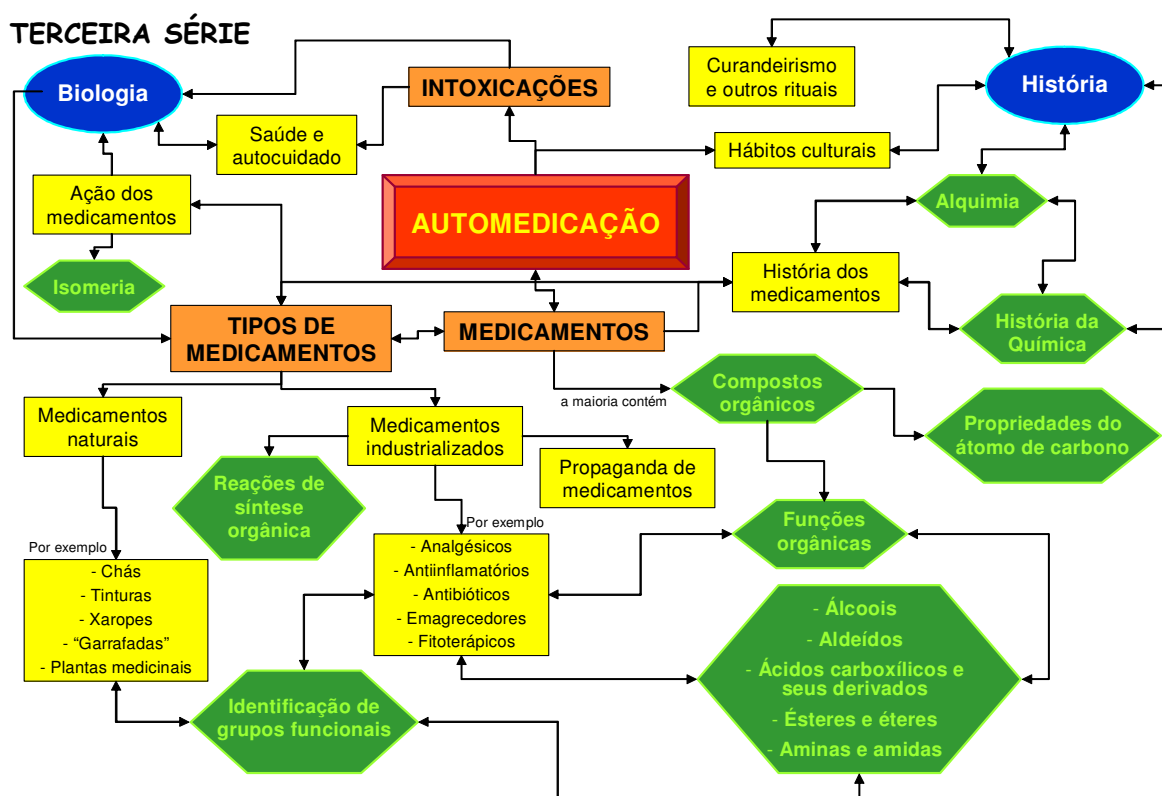 TERCEIRA SÉRIE
Biologia
INTOXICAÇÕES
Curandeirismo
e outros rituais
História
Saúde e
autocuidado
Hábitos culturais
Ação dos
medicamentos
AUTOMEDICAÇÃO
Alquimia
Isomeria
História dos
medicamentos
TIPOS DE
MEDICAMENTOS
MEDICAMENTOS
História da
Química
a maioria contém
Compostos
orgânicos
Propriedades do
átomo de carbono
Medicamentos
naturais
Medicamentos
industrializados
Propaganda de
medicamentos
Reações de
síntese
orgânica
Por exemplo
Por exemplo
Funções
orgânicas
- Chás
- Tinturas
- Xaropes
- “Garrafadas”
- Plantas medicinais
- Analgésicos
- Antiinflamatórios
- Antibióticos
- Emagrecedores
- Fitoterápicos
- Álcoois
- Aldeídos
- Ácidos carboxílicos e
seus derivados
- Ésteres e éteres
- Aminas e amidas
Identificação de
grupos funcionais